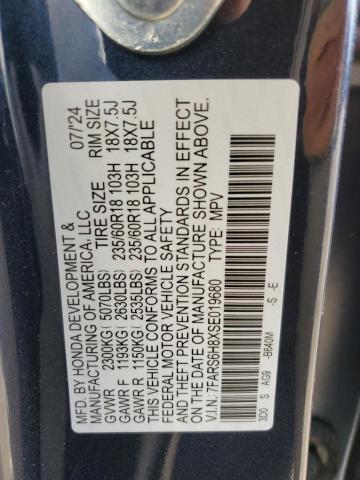 MFD. BY HONDA DEVELOPMENT & 07/'24
MANUFACTURING OF AMERICA, LLC
TIRE SIZE RIM SIZE
GVWR 2300KG ( 5070LBS)
GAWR F 1193KG ( 2630LBS) 235/60R18 103H 18X7.5J
GAWR R 1150KG ( 2535LBS) 235/60R18 103H 18X7.5J
THIS VEHICLE CONFORMS TO ALL APPLICABLE
FEDERAL MOTOR VEHICLE SAFETY
AND THEFT PREVENTION STANDARDS IN EFFECT
ON THE DATE OF MANUFACTURE SHOWN ABOVE.
V.I.N.: 7FARS6H8XSE019680 TYPE: MPV
3D0 S AG9 -B640M -S -E